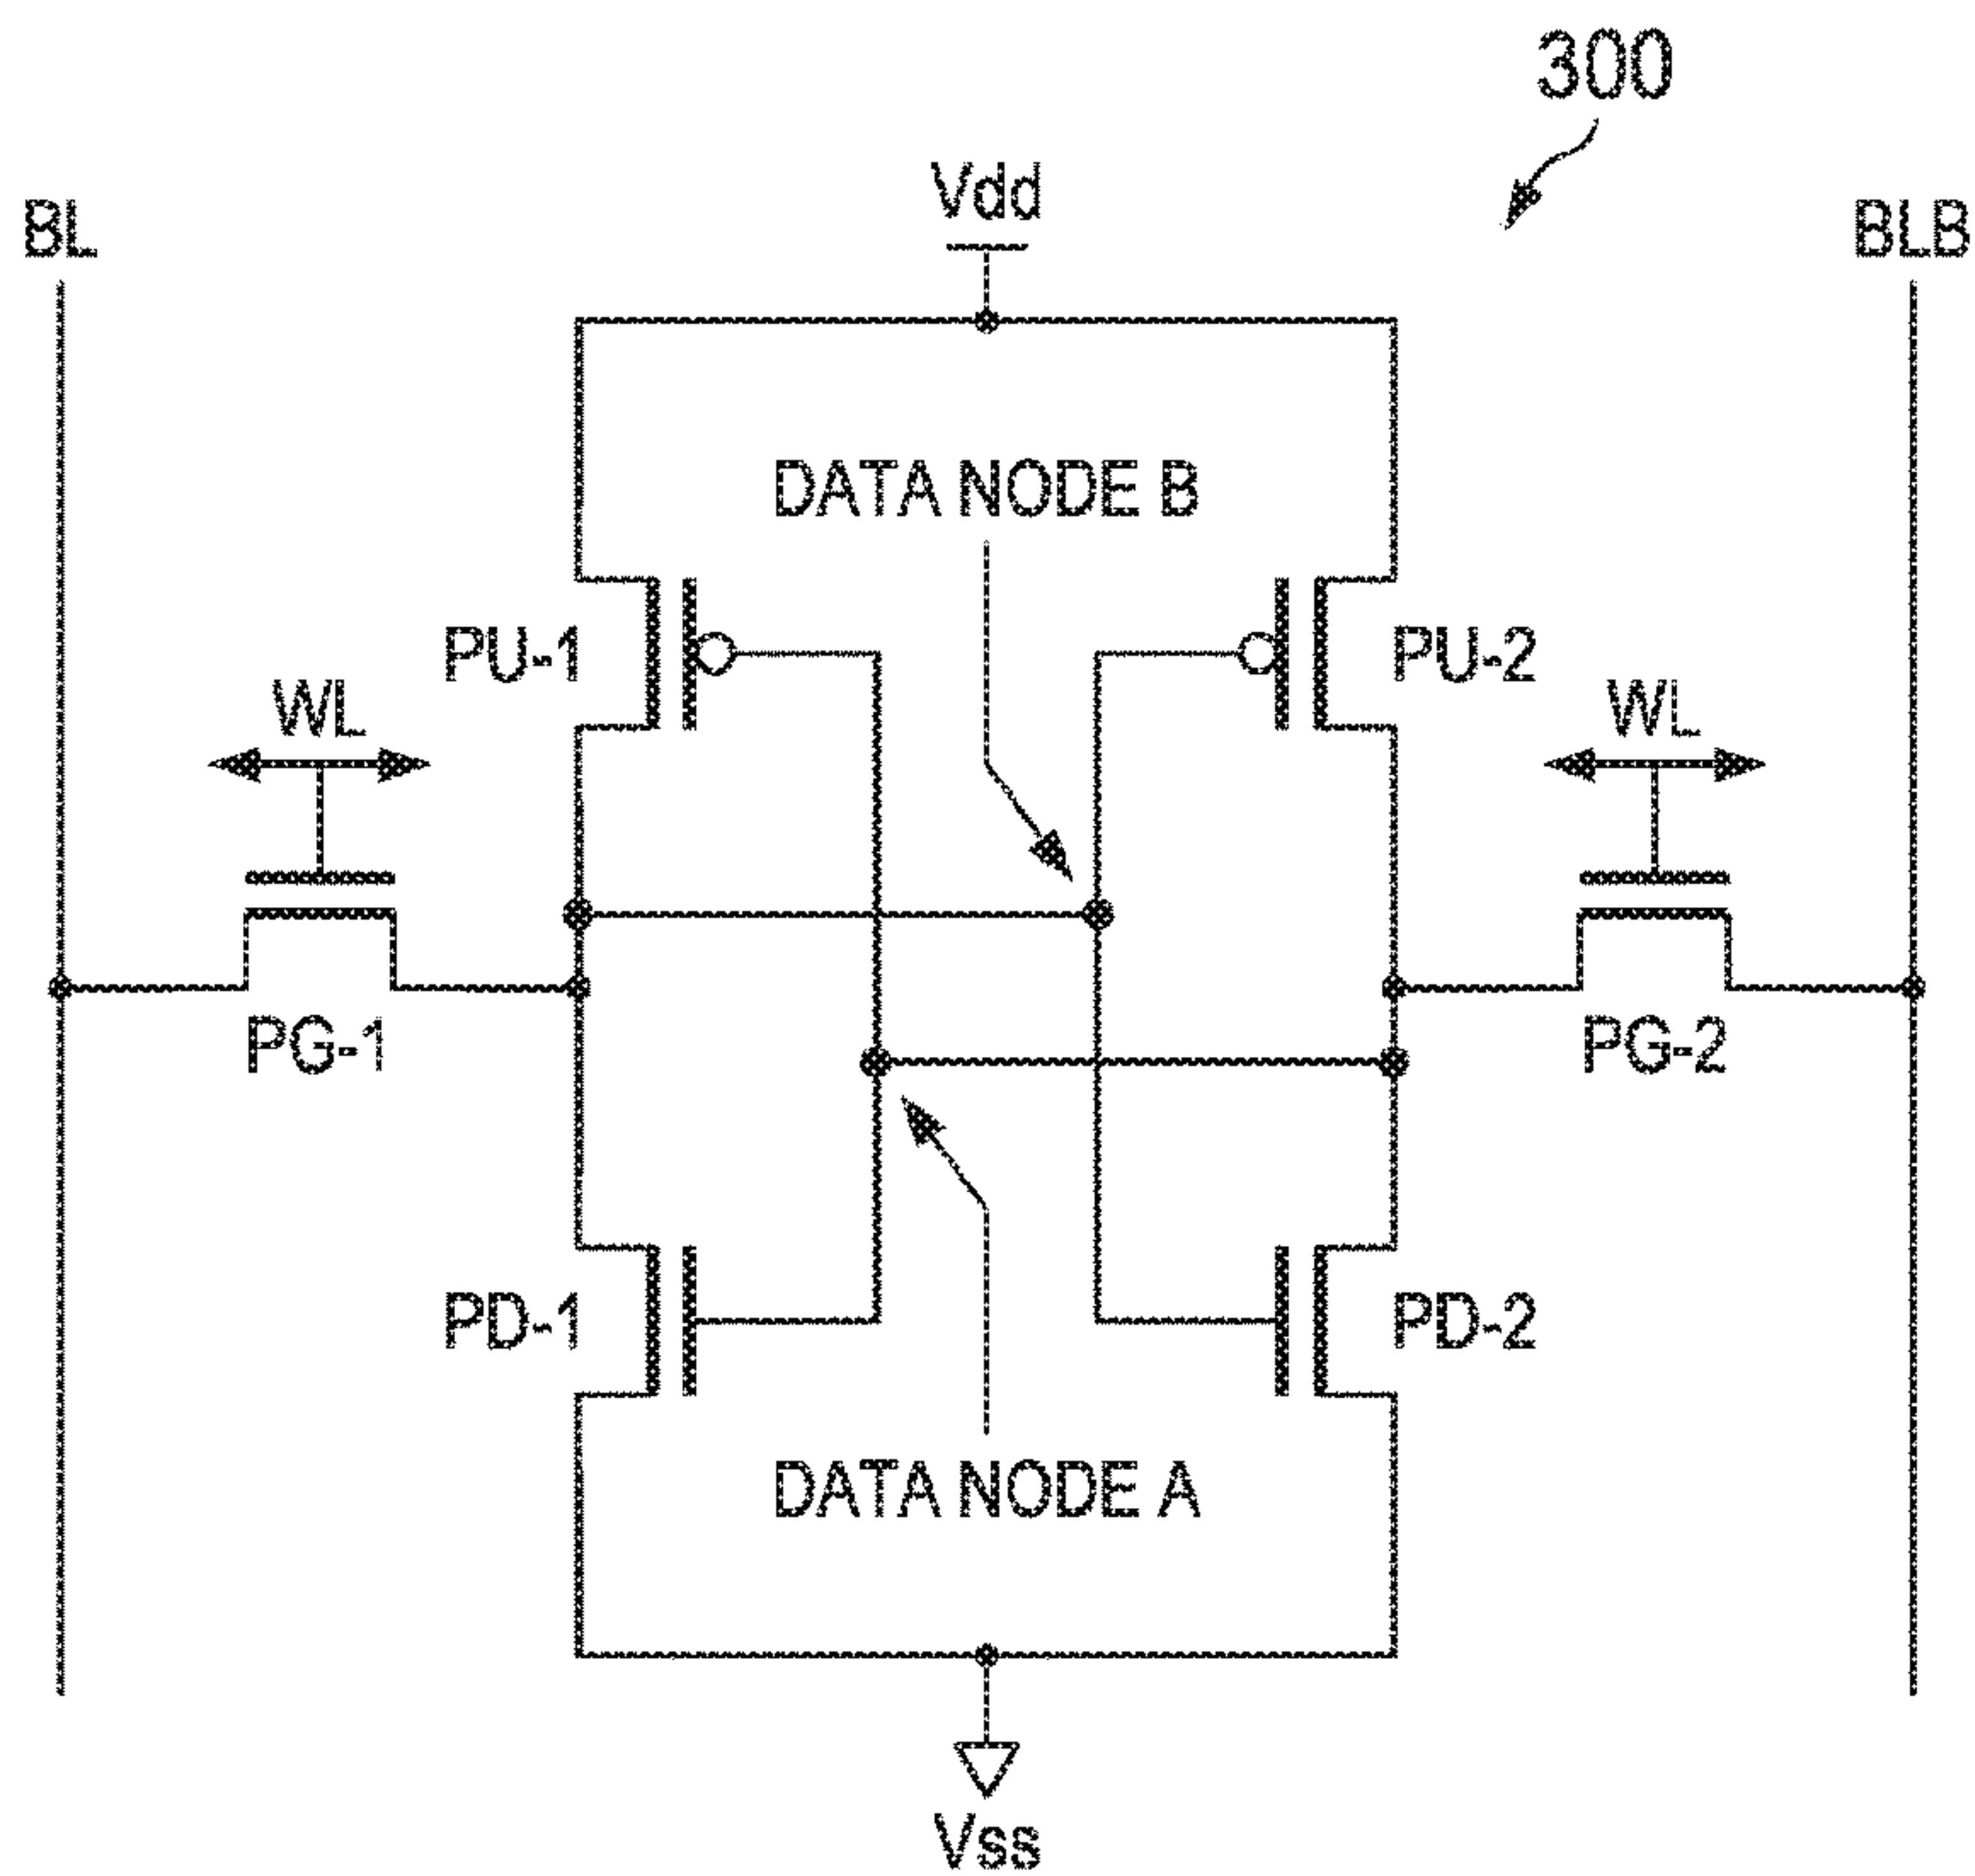 300
Vdd
BL
BLB
DATA NODE B
PU-1
PU-2
WL
WL
PG-1
PG-2
PD-1
PD-2
DATA NODE A
Vss